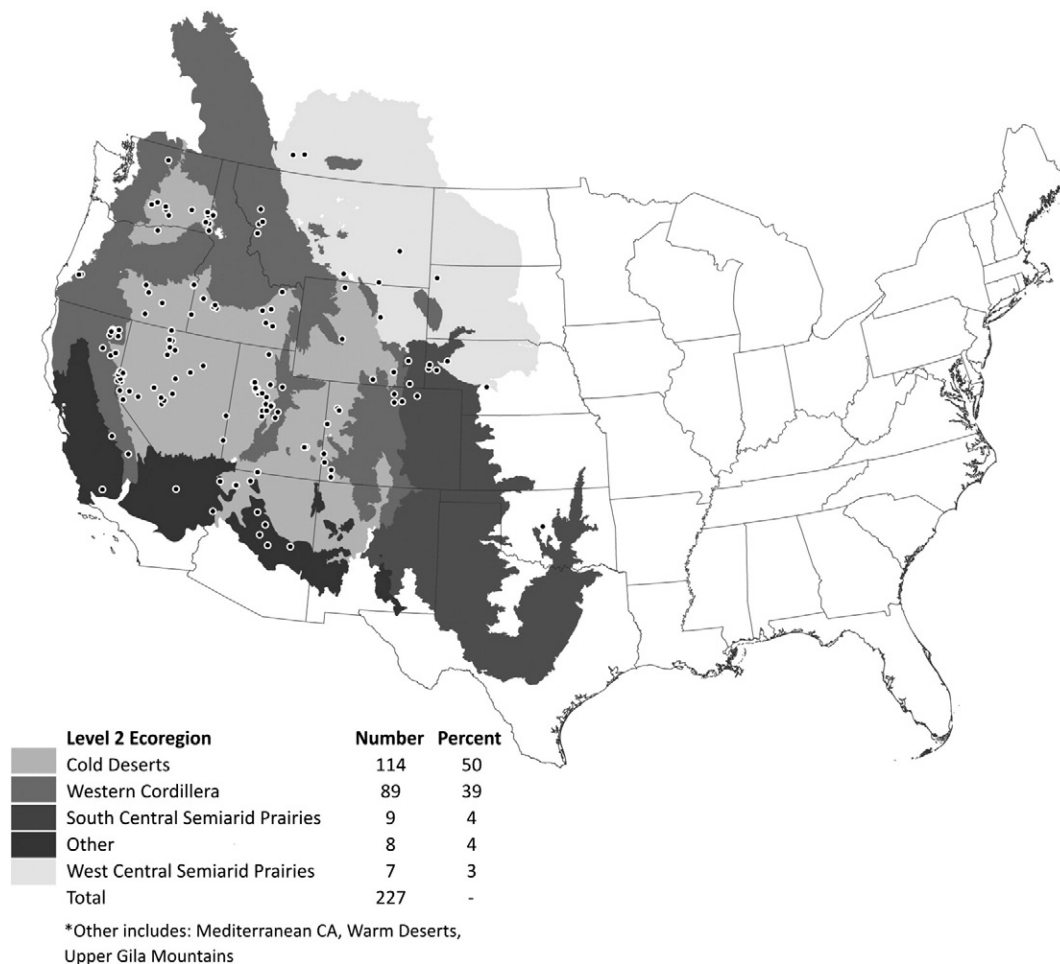 Level 2 Ecoregion Number Percent
Cold Deserts 114 50
Western Cordillera 89 39
South Central Semiarid Prairies 9 4
Other 8 4
West Central Semiarid Prairies 7 3
Total 227 -
*Other includes: Mediterranean CA, Warm Deserts,
Upper Gila Mountains